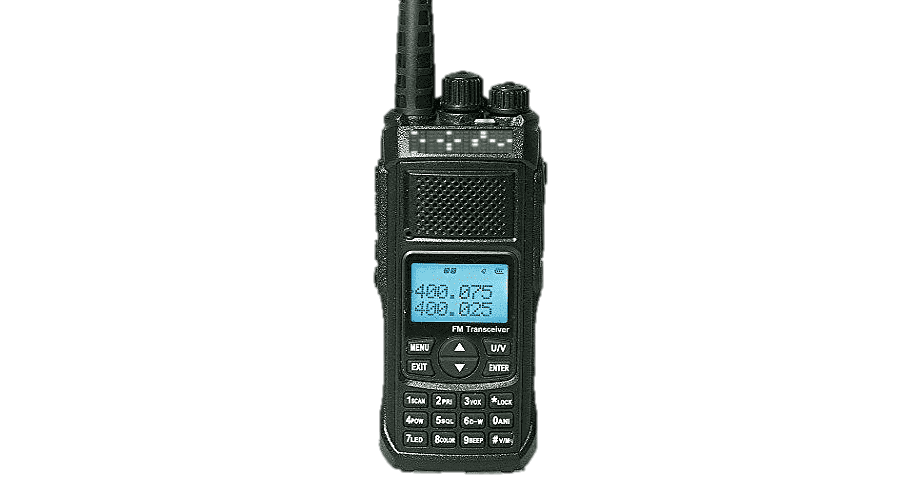 400.075
400.025
FM Transceiver
MENU U/V
EXIT ENTER
1SCAN 2PRI 3VOX *LOCK
4POW 5SQL 6D-W 0ANI
7LED 8COLOR 9BEEP #V/M